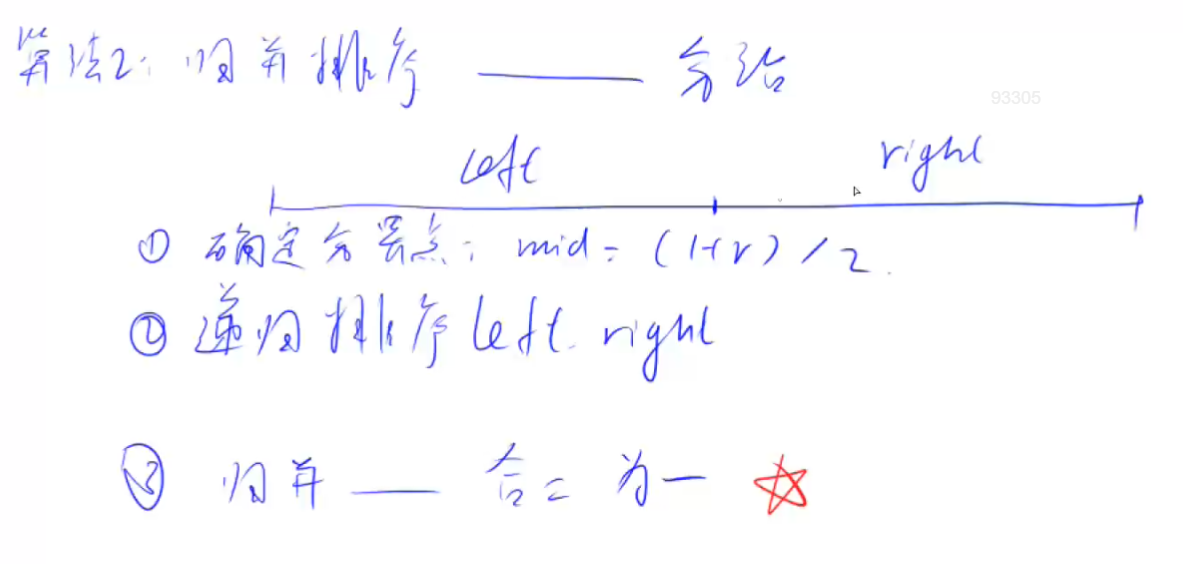 算法2: 归并排序 —— 分治
93305
left right
① 确定分界点: mid = (l+r)/2.
② 递归排序 left. right
③ 归并 —— 合二为一 ☆